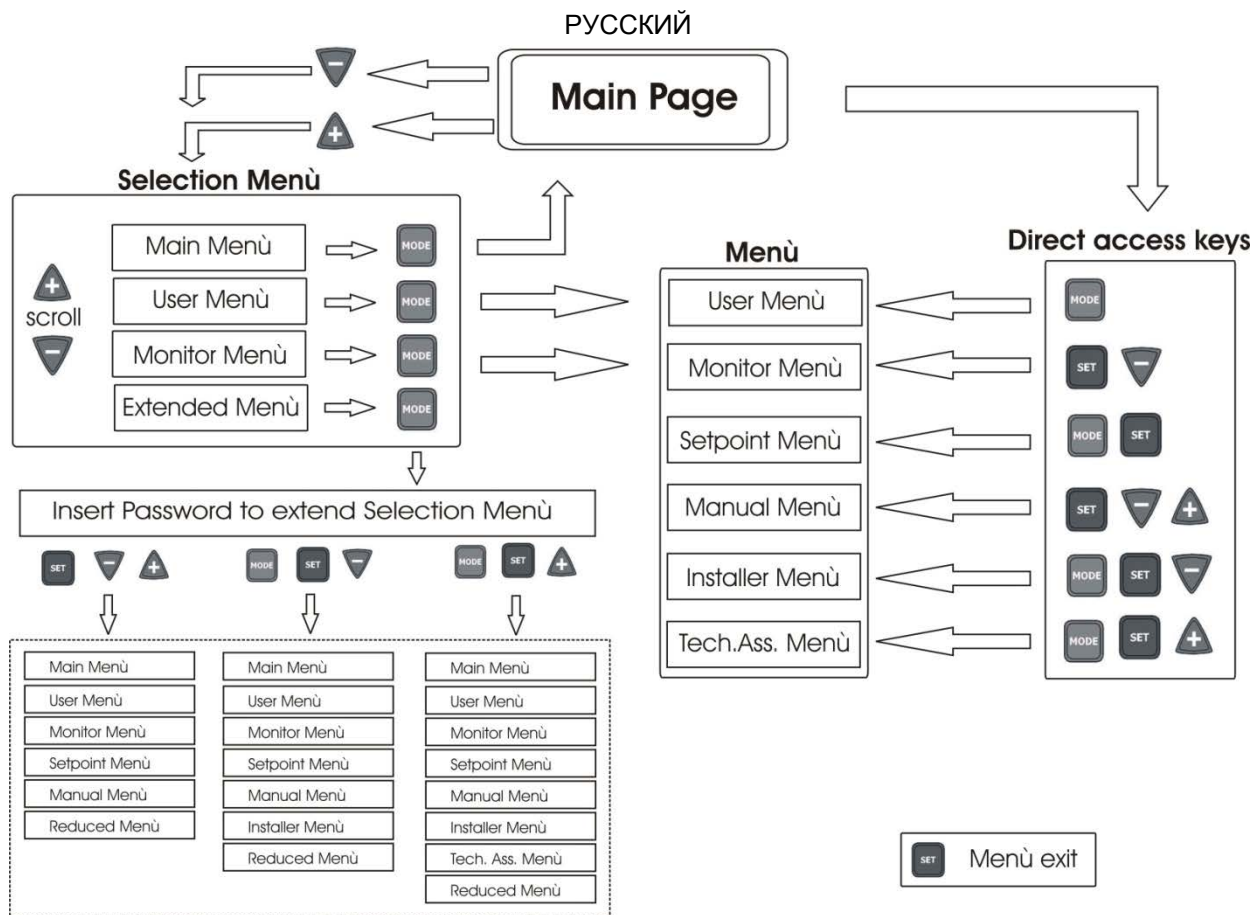 РУССКИЙ
Main Page
Selection Menù
Main Menù
MODE
User Menù
MODE
scroll
Monitor Menù
MODE
Extended Menù
MODE
Insert Password to extend Selection Menù
SET
MODE SET
MODE SET
Main Menù
User Menù
Monitor Menù
Setpoint Menù
Manual Menù
Reduced Menù
Main Menù
User Menù
Monitor Menù
Setpoint Menù
Manual Menù
Installer Menù
Reduced Menù
Main Menù
User Menù
Monitor Menù
Setpoint Menù
Manual Menù
Installer Menù
Tech. Ass. Menù
Reduced Menù
Menù
User Menù
Monitor Menù
Setpoint Menù
Manual Menù
Installer Menù
Tech.Ass. Menù
Direct access keys
MODE
SET
MODE SET
SET
MODE SET
MODE SET
SET Menù exit